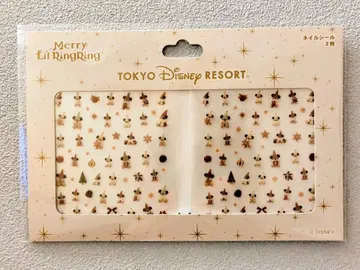 Merry
Lil RingRing
ネイルシール
2枚
TOKYO Disney RESORT®
© DISNEY